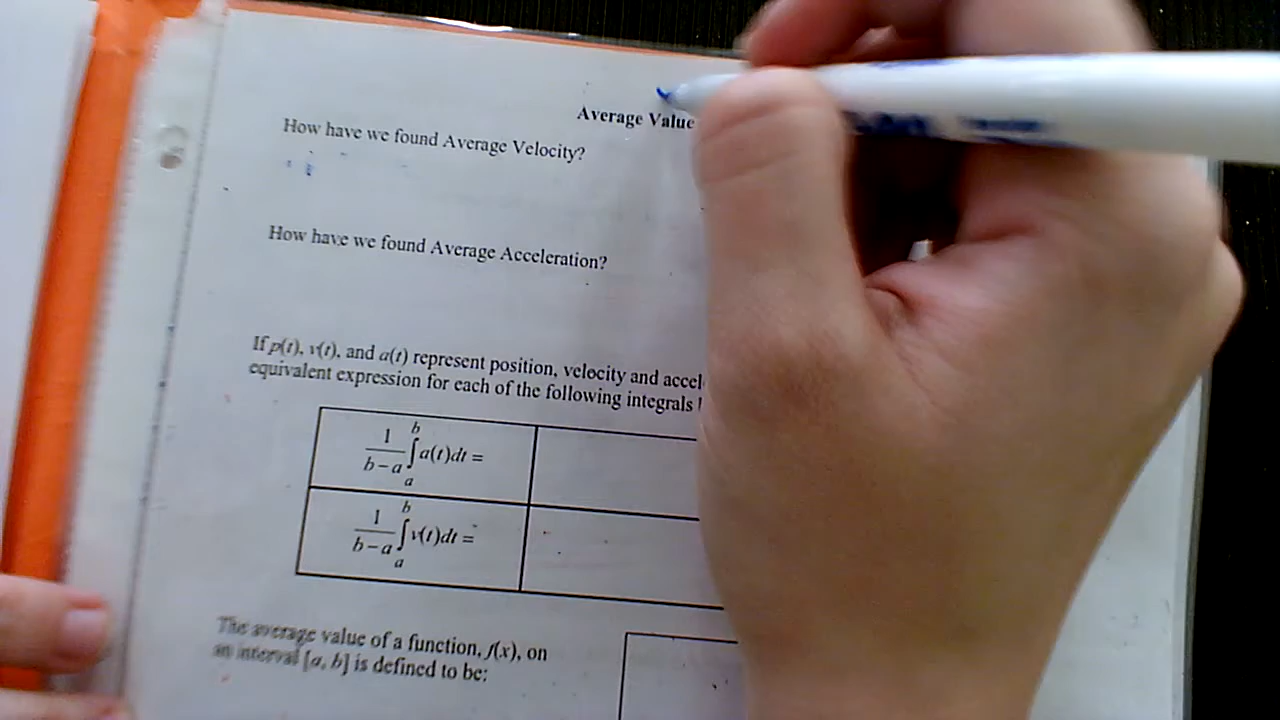 Average Value
How have we found Average Velocity?
How have we found Average Acceleration?
If p(t), v(t), and a(t) represent position, velocity and
equivalent expression for each of the following integrals
1/(b−a) ∫_a^b a(t)dt =
1/(b−a) ∫_a^b v(t)dt =
The average value of a function, f(x), on
an interval [a, b] is defined to be: